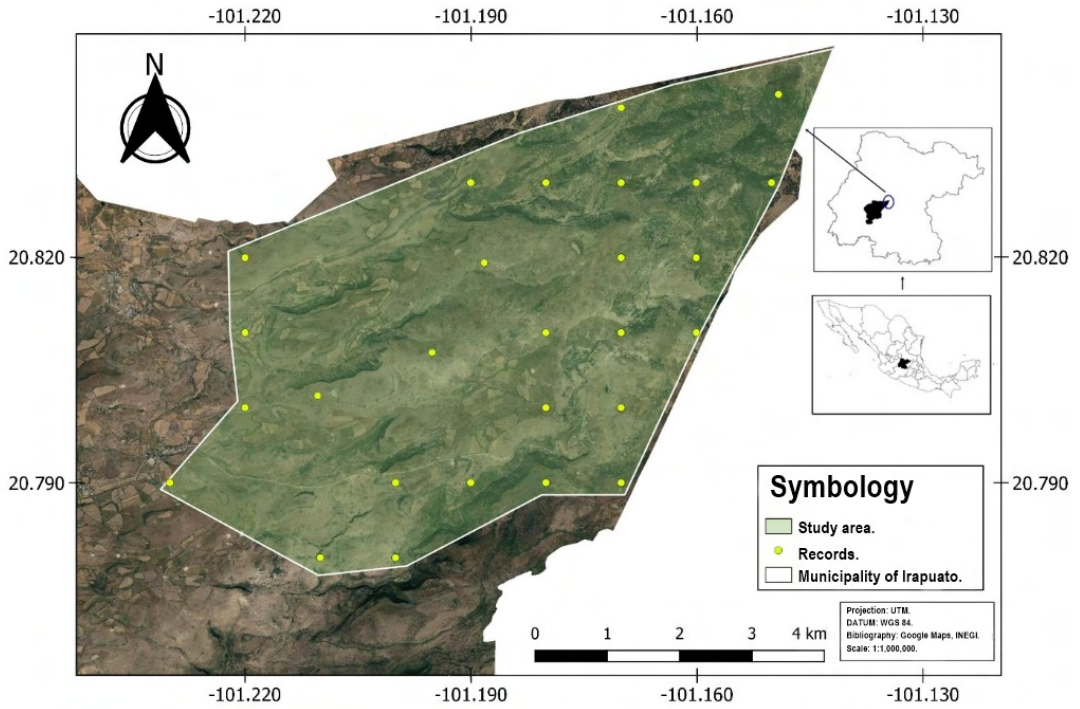 -101.220 -101.190 -101.160 -101.130
N
20.820 20.820
20.790 20.790
Symbology
Study area.
Records.
Municipality of Irapuato.
Projection: UTM.
DATUM: WGS 84.
Bibliography: Google Maps, INEGI.
Scale: 1:1,000,000.
0 1 2 3 4 km
-101.220 -101.190 -101.160 -101.130